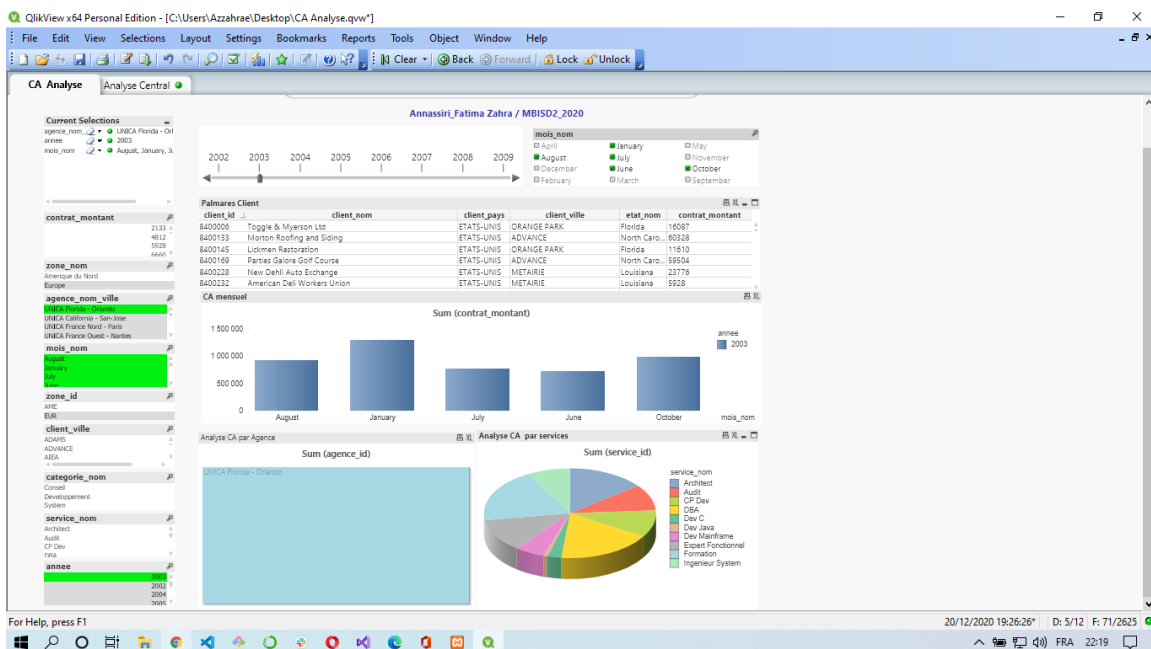 QlikView x64 Personal Edition - [C:\Users\Azzahrae\Desktop\CA Analyse.qvw*]
File Edit View Selections Layout Settings Bookmarks Reports Tools Object Window Help
Clear Back Forward Lock Unlock
CA Analyse Analyse Central
Annassiri_Fatima Zahra / MBISD2_2020
Current Selections
agence_nom_ UNICA Florida - Orl
annee 2003
mois_nom August, January, Ju
2002 2003 2004 2005 2006 2007 2008 2009
mois_nom
April January May
August July November
December June October
February March September
contrat_montant
2133
4812
5928
6660
zone_nom
Amerique du Nord
Europe
agence_nom_ville
UNICA Florida - Orlando
UNICA California - San-Jose
UNICA France Nord - Paris
UNICA France Ouest - Nantes
mois_nom
August
January
July
June
zone_id
AME
EUR
client_ville
ADAMS
ADVANCE
AIEA
categorie_nom
Conseil
Developpement
System
service_nom
Architect
Audit
CP Dev
DBA
annee
2003
2002
2004
2005
Palmares Client XL
client_id client_nom client_pays client_ville etat_nom contrat_montant
8400006 Toggle & Myerson Ltd ETATS-UNIS ORANGE PARK Florida 16087
8400133 Morton Roofing and Siding ETATS-UNIS ADVANCE North Caro... 60328
8400145 Lickmen Restoration ETATS-UNIS ORANGE PARK Florida 11610
8400169 Parties Galore Golf Course ETATS-UNIS ADVANCE North Caro... 59504
8400228 New Dehli Auto Exchange ETATS-UNIS METAIRIE Louisiana 23776
8400232 American Deli Workers Union ETATS-UNIS METAIRIE Louisiana 5928
CA mensuel XL
Sum (contrat_montant)
1 500 000
1 000 000
500 000
0
August January July June October mois_nom
annee
2003
Analyse CA par Agence XL
Sum (agence_id)
UNICA Florida - Orlando
Analyse CA par services XL
Sum (service_id)
service_nom
Architect
Audit
CP Dev
DBA
Dev C
Dev Java
Dev Mainframe
Expert Fonctionnel
Formation
Ingenieur System
For Help, press F1 20/12/2020 19:26:26* D: 5/12 F: 71/2625
FRA 22:19